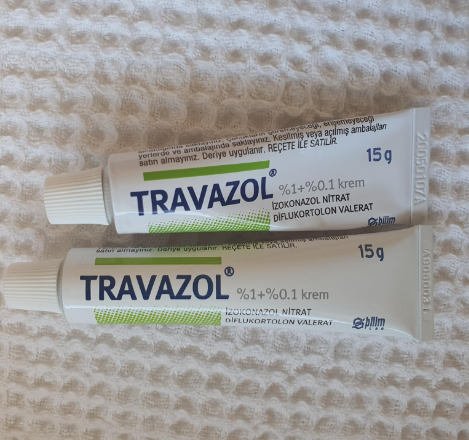 yerlerde ve ambalajında saklayınız. Kesilmiş veya açılmış ambalajları
satın almayınız. Deriye uygulanır. REÇETE İLE SATILIR.
15 g
TRAVAZOL®
%1+%0.1 krem
İZOKONAZOL NİTRAT
DİFLUKORTOLON VALERAT
bilim
satın almayınız. Deriye uygulanır. REÇETE İLE SATILIR.
15 g
TRAVAZOL®
%1+%0.1 krem
İZOKONAZOL NİTRAT
DİFLUKORTOLON VALERAT
bilim